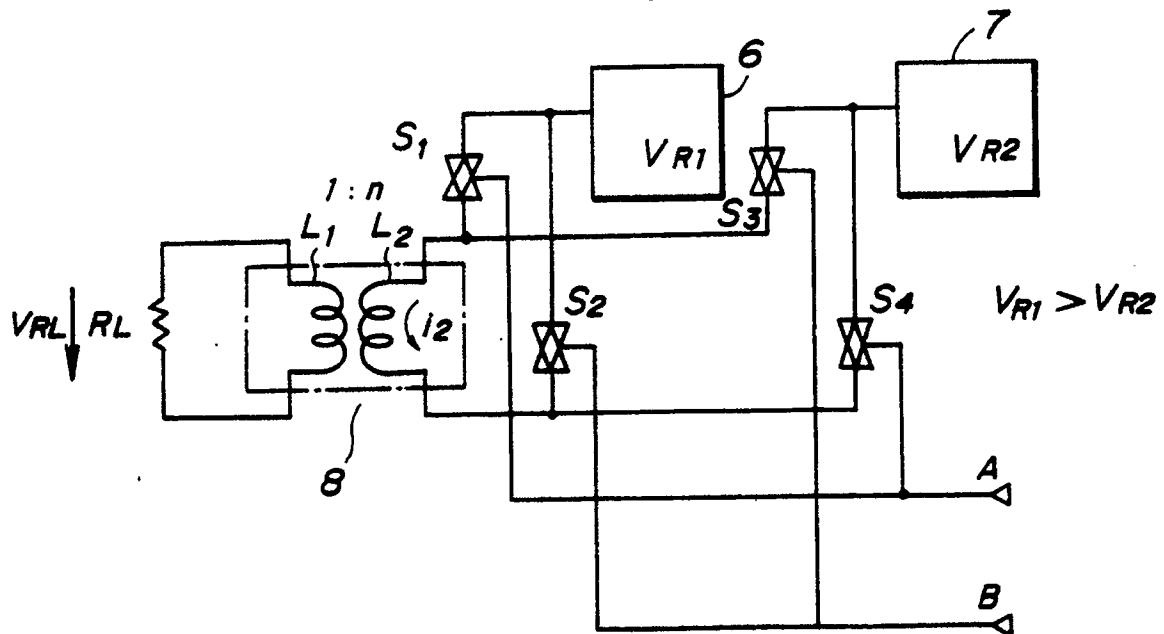 7
6
S1
VR1
VR2
1 : n
L1 L2
S3
S2
S4
VRL RL
i2
VR1 > VR2
8
A
B